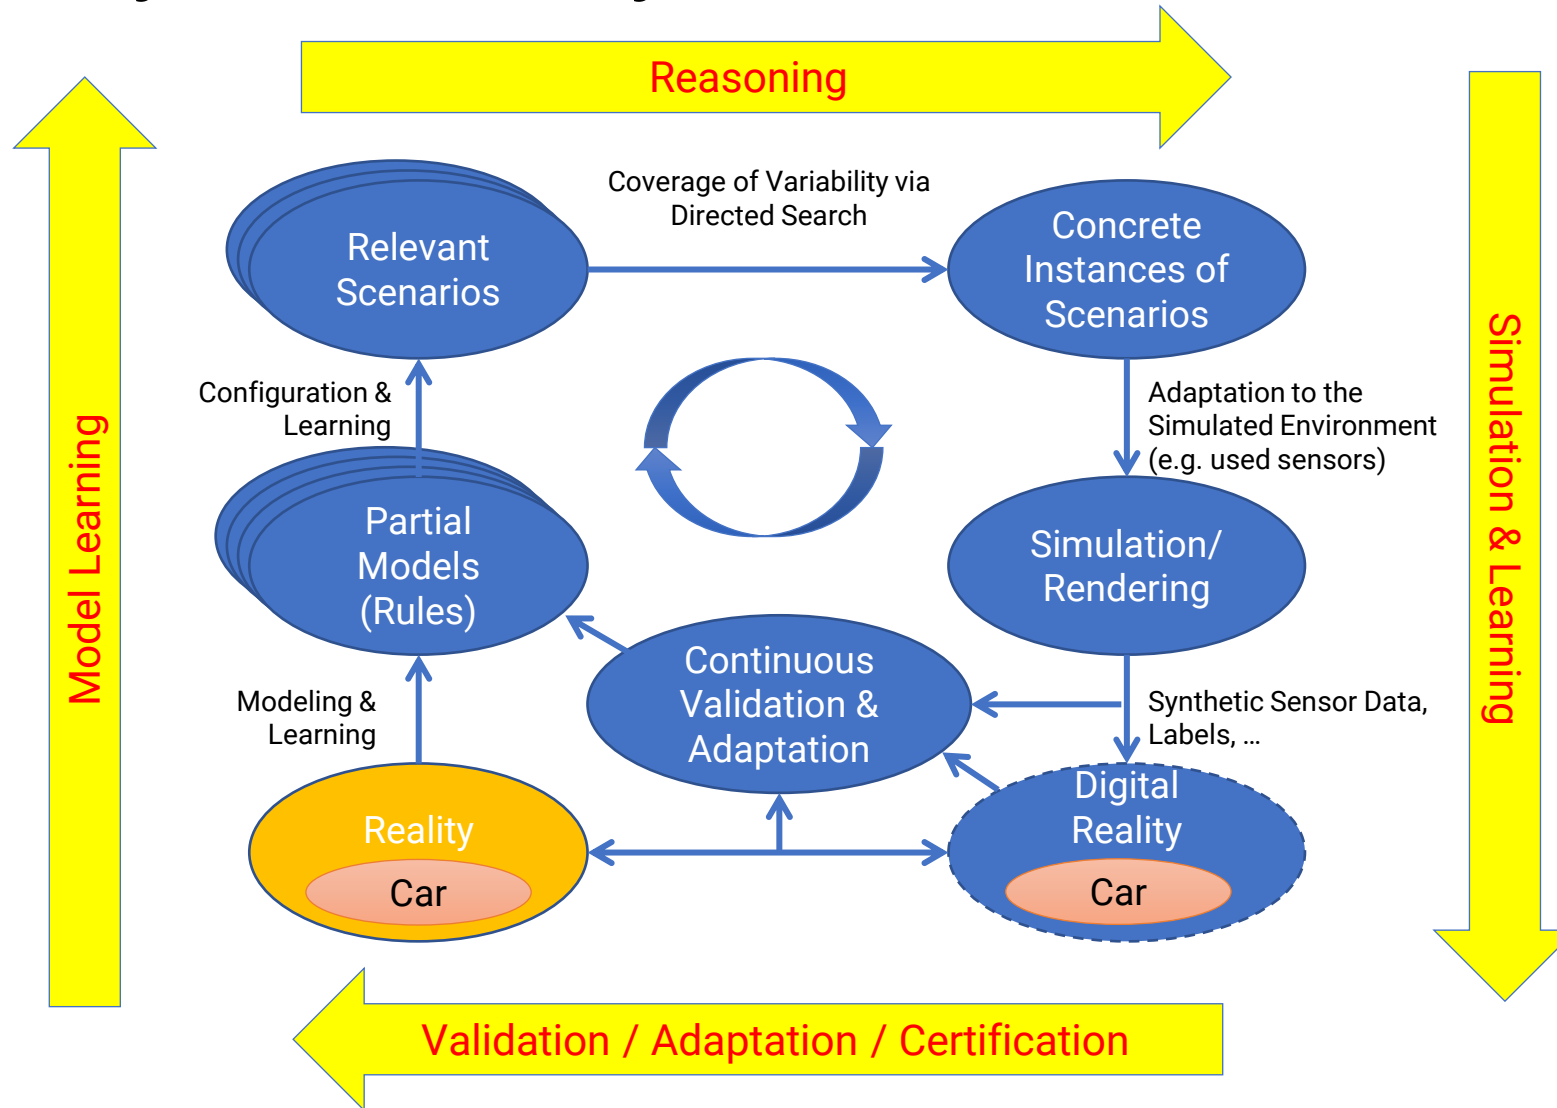 Reasoning
Coverage of Variability via
Directed Search
Relevant
Scenarios
Concrete
Instances of
Scenarios
Configuration &
Learning
Adaptation to the
Simulated Environment
(e.g. used sensors)
Model Learning
Simulation & Learning
Partial
Models
(Rules)
Simulation/
Rendering
Continuous
Validation &
Adaptation
Modeling &
Learning
Synthetic Sensor Data,
Labels, ...
Reality
Car
Digital
Reality
Car
Validation / Adaptation / Certification